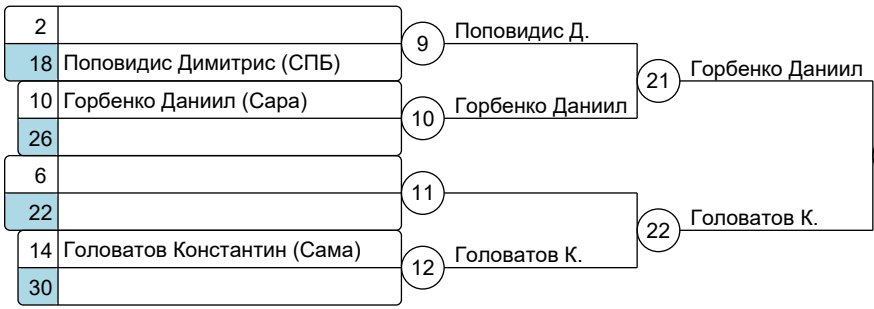 2
18 Поповидис Димитрис (СПБ)
9
Поповидис Д.
10 Горбенко Даниил (Сара)
26
10
Горбенко Даниил
21
Горбенко Даниил
6
22
11
14 Головатов Константин (Сама)
30
12
Головатов К.
22
Головатов К.